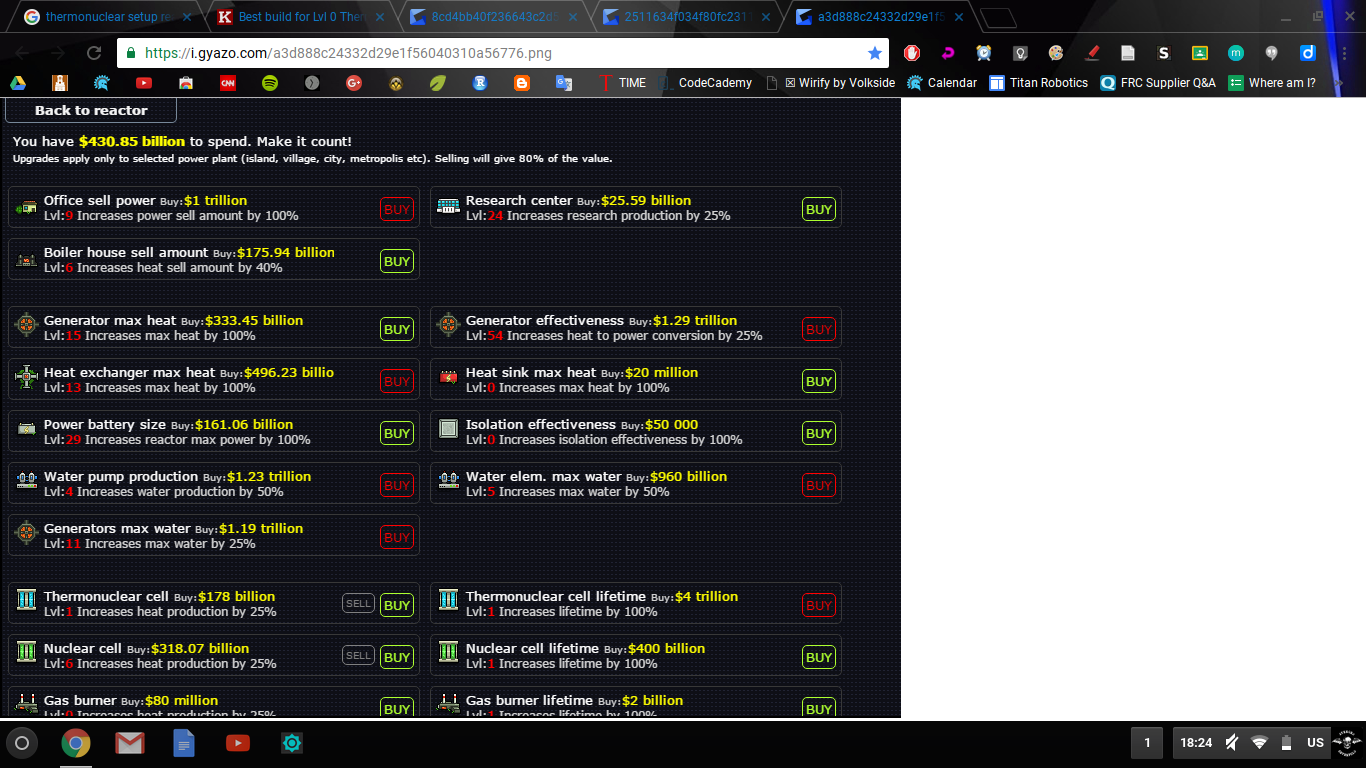 thermonuclear setup re
Best build for Lvl 0 Ther
8cd4bb40f236643c2d5
2511634f034f80fc231
a3d888c24332d29e1f5
https://i.gyazo.com/a3d888c24332d29e1f56040310a56776.png
TIME
CodeCademy
Wirify by Volkside
Calendar
Titan Robotics
FRC Supplier Q&A
Where am I?
Back to reactor
You have $430.85 billion to spend. Make it count!
Upgrades apply only to selected power plant (island, village, city, metropolis etc). Selling will give 80% of the value.
Office sell power Buy:$1 trillion
Lvl:9 Increases power sell amount by 100%
BUY
Research center Buy:$25.59 billion
Lvl:24 Increases research production by 25%
BUY
Boiler house sell amount Buy:$175.94 billion
Lvl:6 Increases heat sell amount by 40%
BUY
Generator max heat Buy:$333.45 billion
Lvl:15 Increases max heat by 100%
BUY
Generator effectiveness Buy:$1.29 trillion
Lvl:54 Increases heat to power conversion by 25%
BUY
Heat exchanger max heat Buy:$496.23 billio
Lvl:13 Increases max heat by 100%
BUY
Heat sink max heat Buy:$20 million
Lvl:0 Increases max heat by 100%
BUY
Power battery size Buy:$161.06 billion
Lvl:29 Increases reactor max power by 100%
BUY
Isolation effectiveness Buy:$50 000
Lvl:0 Increases isolation effectiveness by 100%
BUY
Water pump production Buy:$1.23 trillion
Lvl:4 Increases water production by 50%
BUY
Water elem. max water Buy:$960 billion
Lvl:5 Increases max water by 50%
BUY
Generators max water Buy:$1.19 trillion
Lvl:11 Increases max water by 25%
BUY
Thermonuclear cell Buy:$178 billion
Lvl:1 Increases heat production by 25%
SELL
BUY
Thermonuclear cell lifetime Buy:$4 trillion
Lvl:1 Increases lifetime by 100%
BUY
Nuclear cell Buy:$318.07 billion
Lvl:6 Increases heat production by 25%
SELL
BUY
Nuclear cell lifetime Buy:$400 billion
Lvl:1 Increases lifetime by 100%
BUY
Gas burner Buy:$80 million
Lvl:0 Increases heat production by 25%
BUY
Gas burner lifetime Buy:$2 billion
Lvl:1 Increases lifetime by 100%
BUY
1
18:24
US